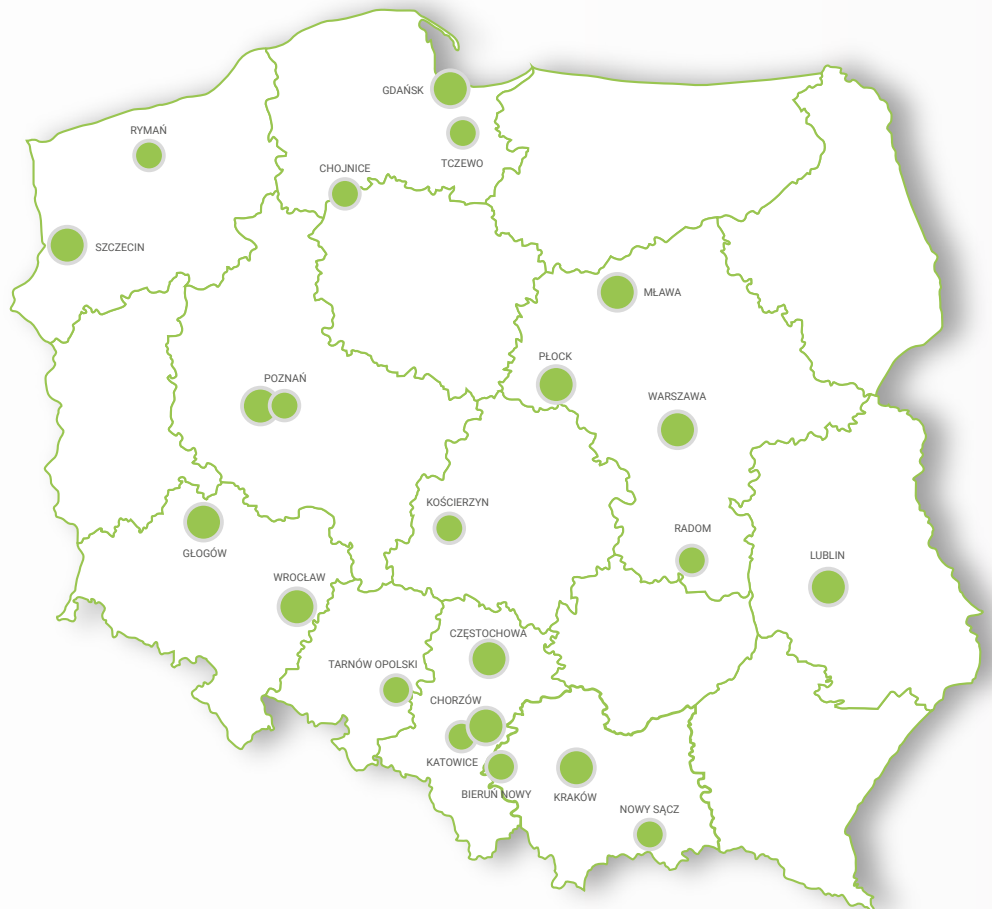 GDAŃSK
RYMAŃ
TCZEWO
CHOJNICE
SZCZECIN
MŁAWA
PŁOCK
POZNAŃ
WARSZAWA
KOŚCIERZYN
RADOM
GŁOGÓW
LUBLIN
WROCŁAW
CZĘSTOCHOWA
TARNÓW OPOLSKI
CHORZÓW
KATOWICE
BIERUŃ NOWY
KRAKÓW
NOWY SĄCZ